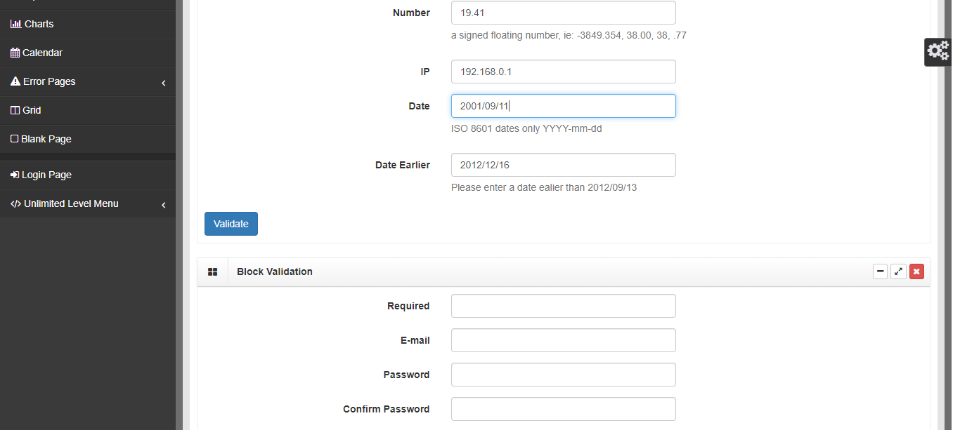 Charts
Calendar
Error Pages
Grid
Blank Page
Login Page
Unlimited Level Menu
Number
19.41
a signed floating number, ie: -3849.354, 38.00, 38, .77
IP
192.168.0.1
Date
2001/09/11
ISO 8601 dates only YYYY-mm-dd
Date Earlier
2012/12/16
Please enter a date ealier than 2012/09/13
Validate
Block Validation
Required
E-mail
Password
Confirm Password